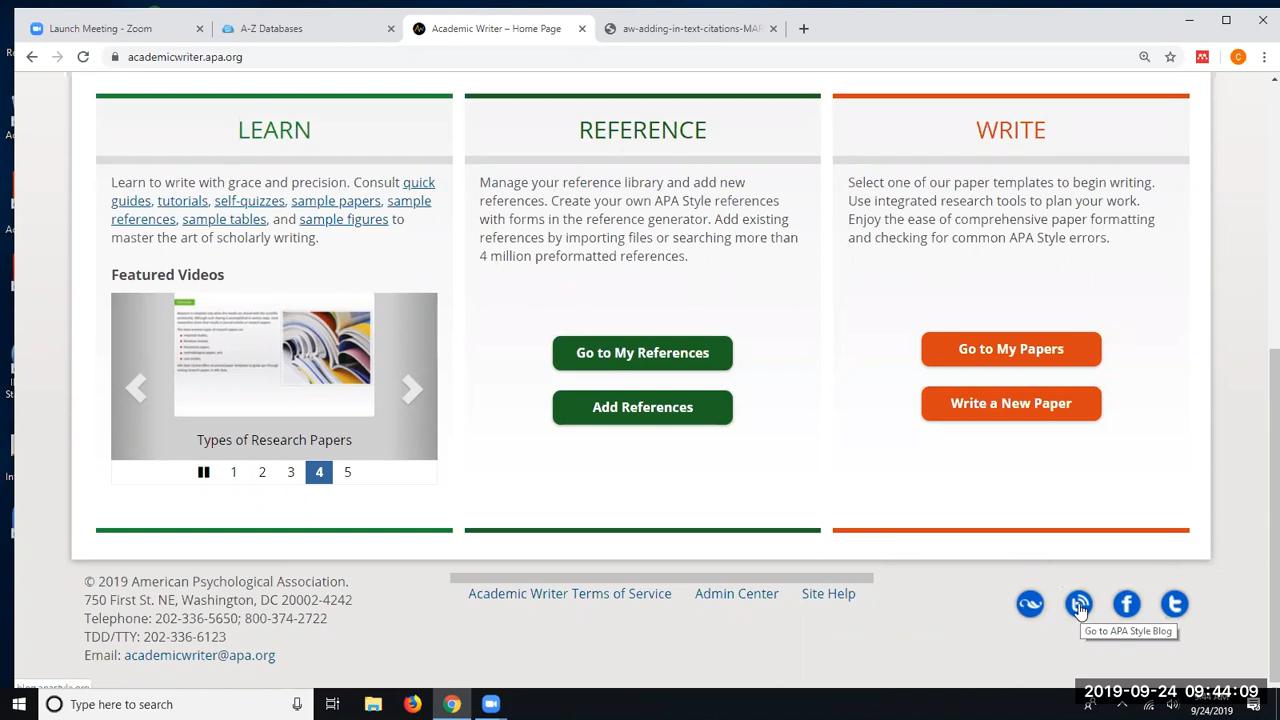 Launch Meeting - Zoom
A-Z Databases
Academic Writer – Home Page
aw-adding-in-text-citations-MAR
academicwriter.apa.org
LEARN
Learn to write with grace and precision. Consult quick
guides, tutorials, self-quizzes, sample papers, sample
references, sample tables, and sample figures to
master the art of scholarly writing.
Featured Videos
Types of Research Papers
1 2 3 4 5
REFERENCE
Manage your reference library and add new
references. Create your own APA Style references
with forms in the reference generator. Add existing
references by importing files or searching more than
4 million preformatted references.
Go to My References
Add References
WRITE
Select one of our paper templates to begin writing.
Use integrated research tools to plan your work.
Enjoy the ease of comprehensive paper formatting
and checking for common APA Style errors.
Go to My Papers
Write a New Paper
© 2019 American Psychological Association.
750 First St. NE, Washington, DC 20002-4242
Telephone: 202-336-5650; 800-374-2722
TDD/TTY: 202-336-6123
Email: academicwriter@apa.org
Academic Writer Terms of Service
Admin Center
Site Help
Go to APA Style Blog
Type here to search
2019-09-24 09:44:09
9/24/2019